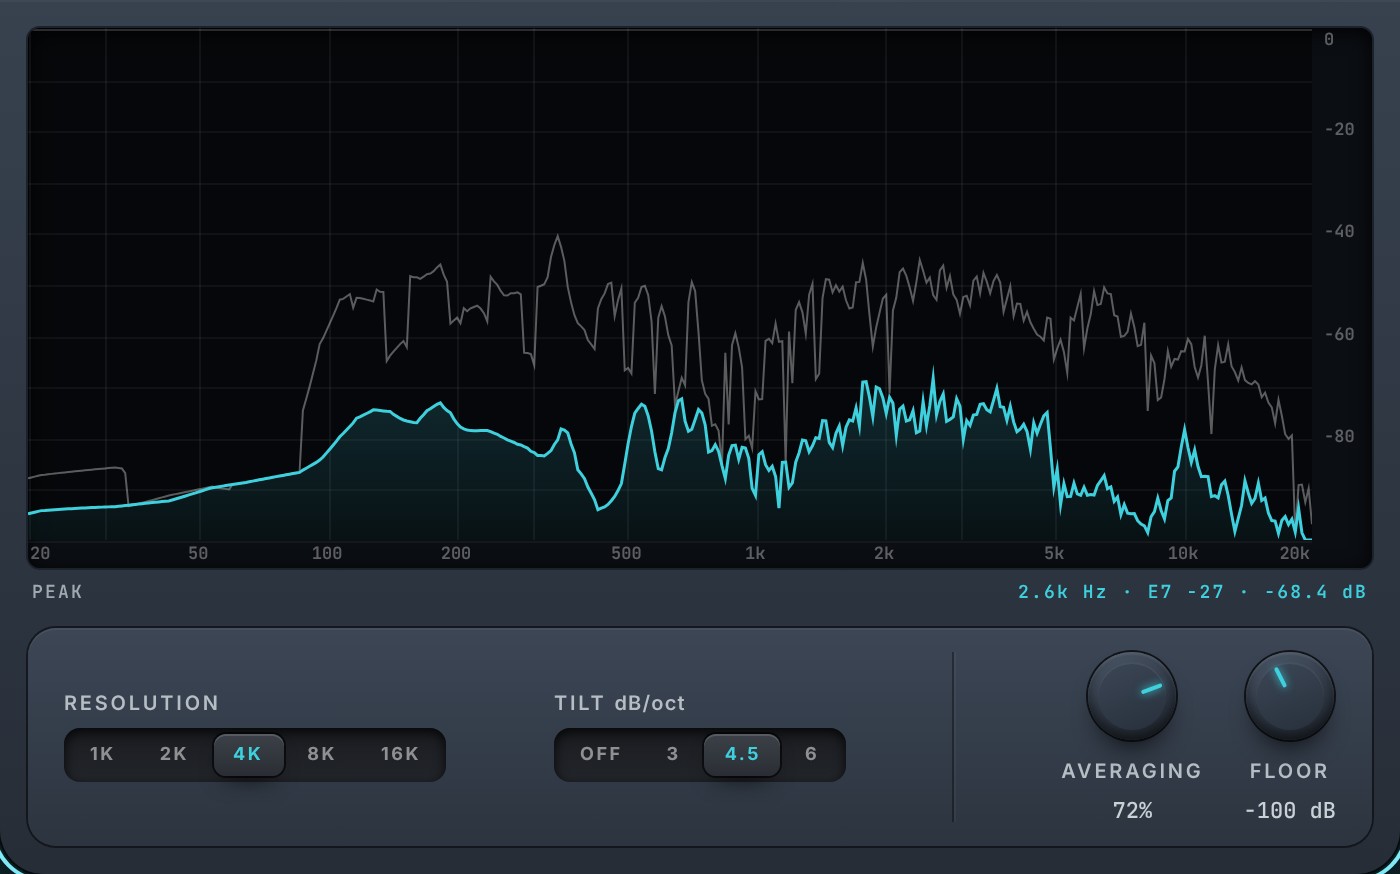 0
-20
-40
-60
-80
20 50 100 200 500 1k 2k 5k 10k 20k
PEAK 2.6k Hz · E7 -27 · -68.4 dB
RESOLUTION TILT dB/oct
1K 2K 4K 8K 16K OFF 3 4.5 6
AVERAGING FLOOR
72% -100 dB